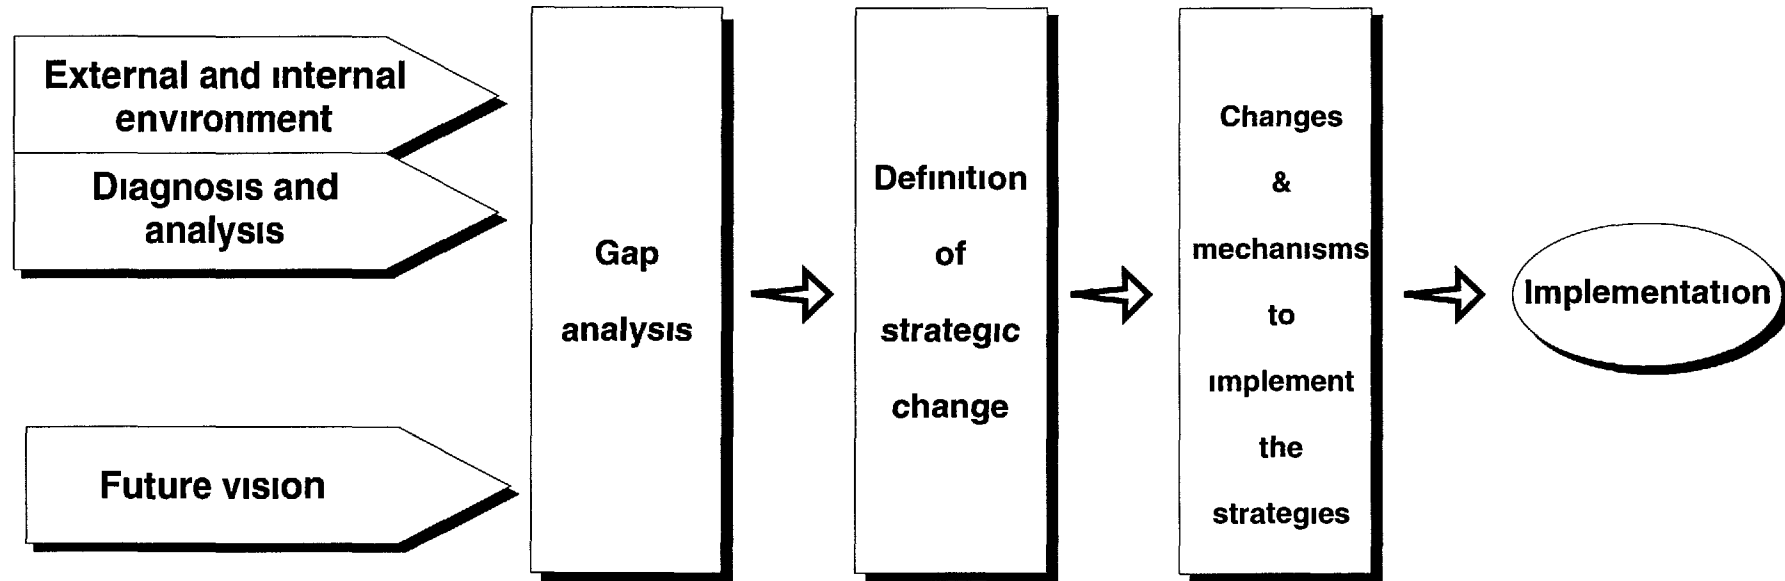 External and internal
environment
Diagnosis and
analysis
Future vision
Gap
analysis
Definition
of
strategic
change
Changes
&
mechanisms
to
implement
the
strategies
Implementation